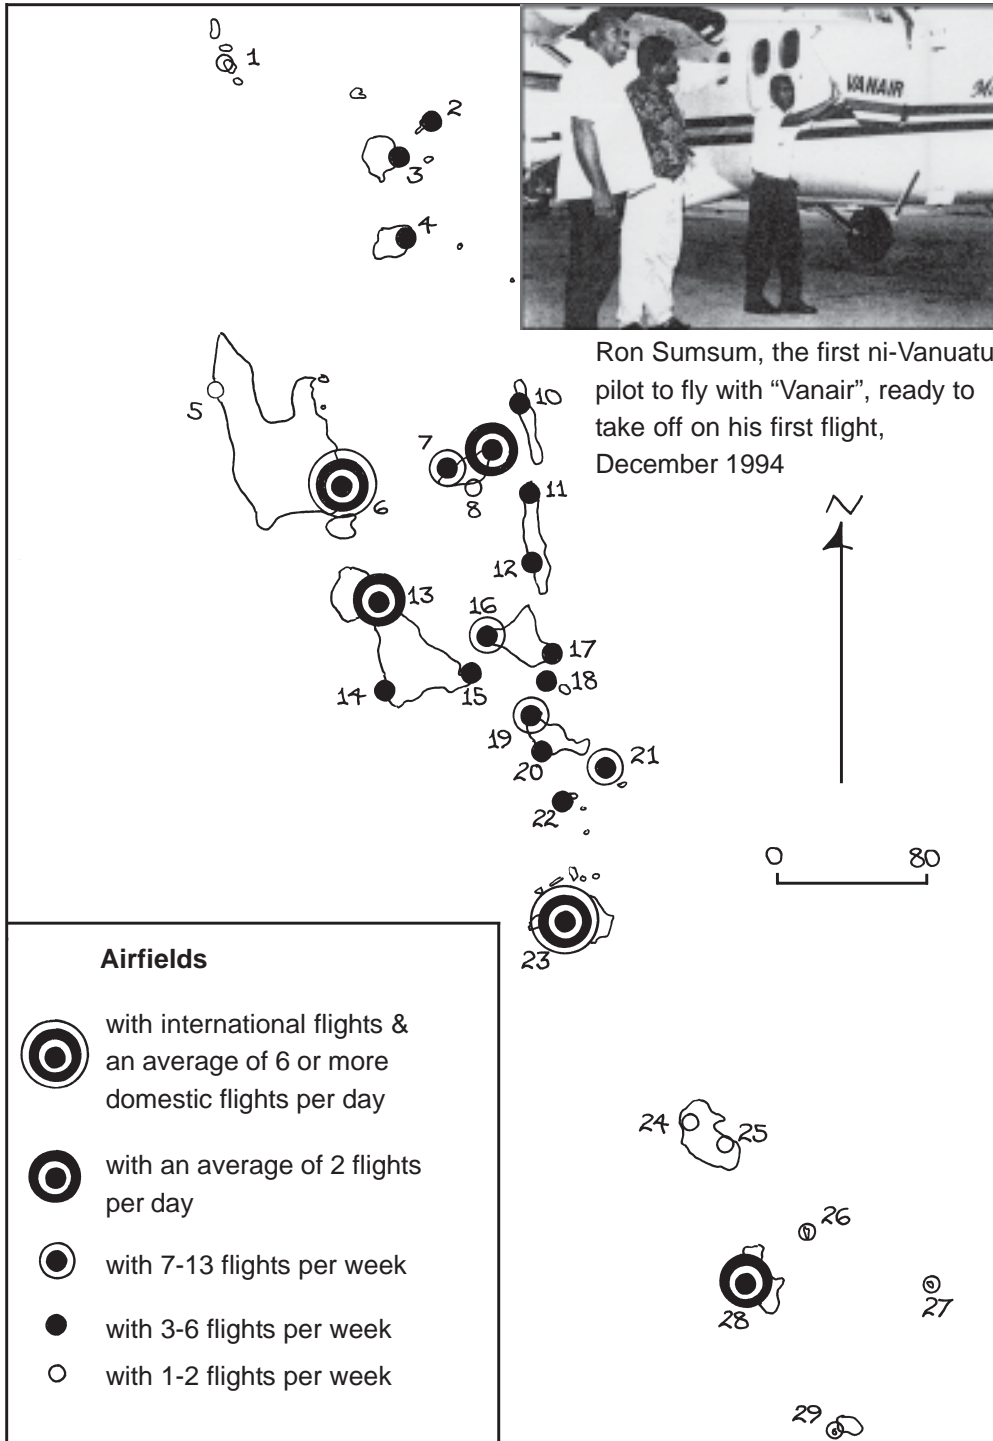 1
2
3
4
VANAIR
Ron Sumsum, the first ni-Vanuatu
pilot to fly with “Vanair”, ready to
take off on his first flight,
December 1994
5
6
7
8
10
11
12
13
14
15
16
17
18
19
20
21
22
23
N
0 80
Airfields
with international flights &
an average of 6 or more
domestic flights per day
with an average of 2 flights
per day
with 7-13 flights per week
with 3-6 flights per week
with 1-2 flights per week
24
25
26
27
28
29